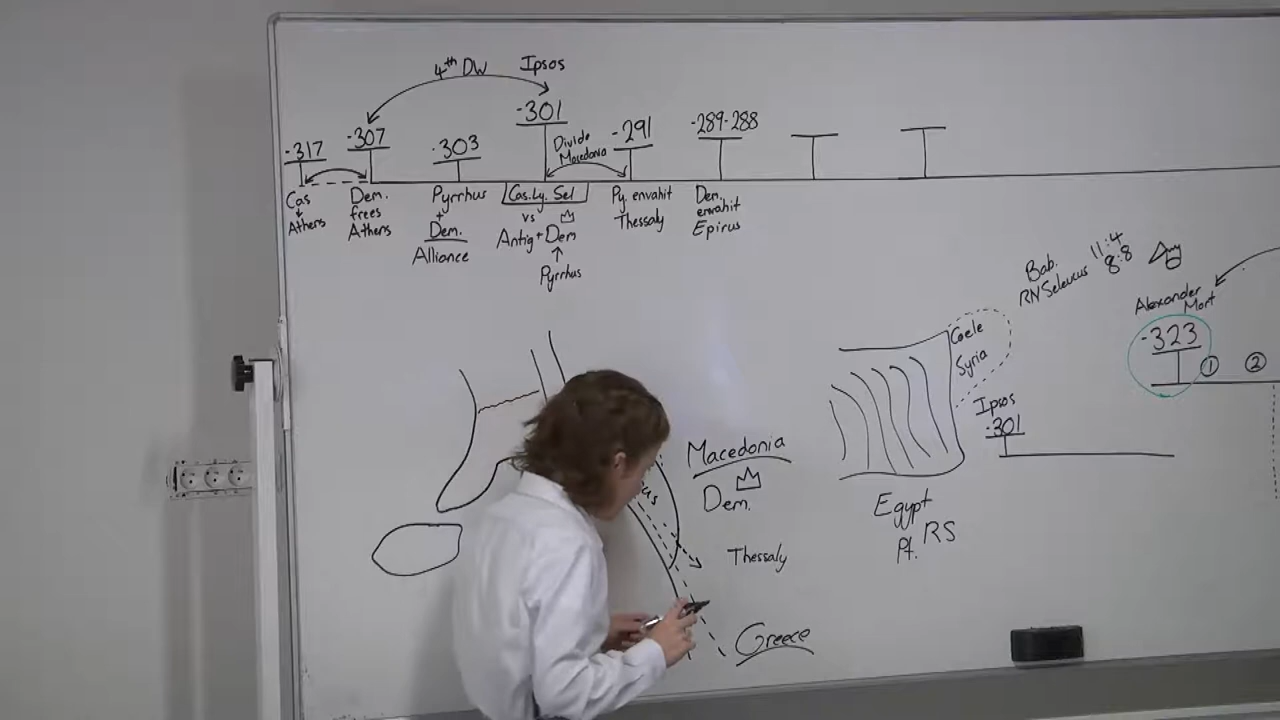 4th DW
Ipsos
-317
-307
-303
-301
Divide
Macedonia
-291
-289-288
Cas
Athens
Dem.
frees
Athens
Pyrrhus
+
Dem.
Alliance
Cas. Ly. Sel
vs
Antig + Dem
Pyrrhus
Py. envahit
Thessaly
Dem.
envahit
Epirus
Macedonia
Dem.
Thessaly
Greece
Coele
Syria
Egypt
Pt. RS
Ipsos
-301
Bab.
RN Seleucus
11:4
8:8
Alexander
Mort
-323
①
②